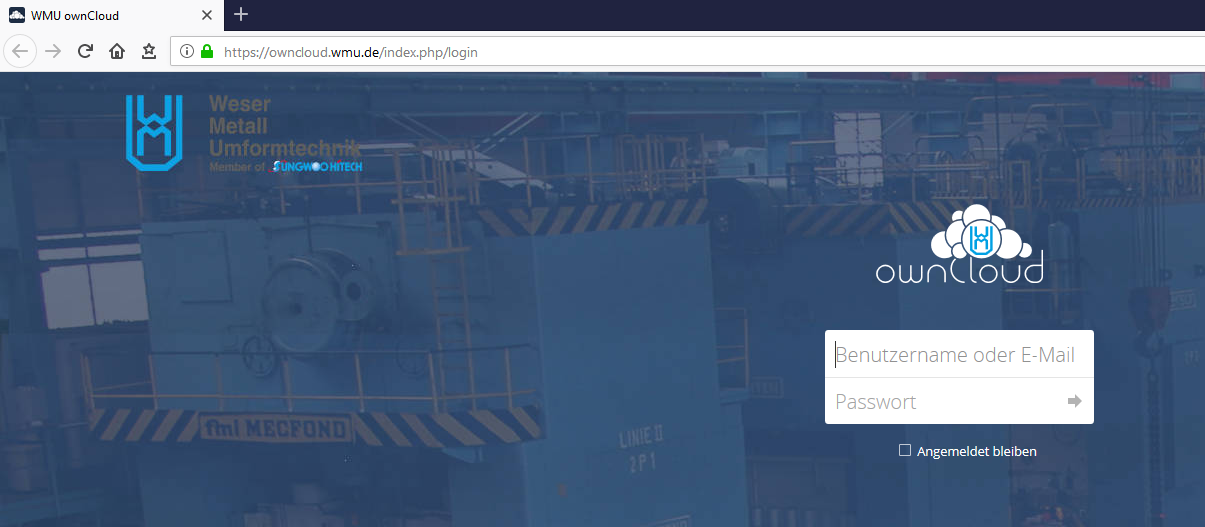 WMU ownCloud
https://owncloud.wmu.de/index.php/login
Weser
Metall
Umformtechnik
Member of SUNGWOO HITECH
ownCloud
Benutzername oder E-Mail
Passwort
Angemeldet bleiben
fmi MECFOND
LINIE II
2P1